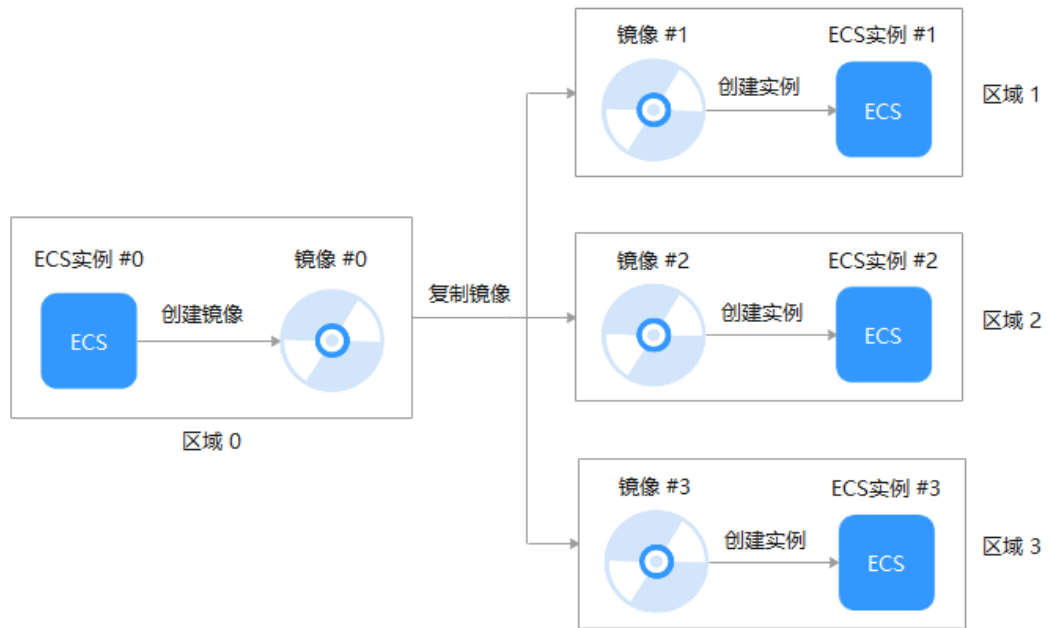 镜像 #1
ECS实例 #1
创建实例
ECS
区域 1
ECS实例 #0
镜像 #0
创建镜像
ECS
区域 0
复制镜像
镜像 #2
ECS实例 #2
创建实例
ECS
区域 2
镜像 #3
ECS实例 #3
创建实例
ECS
区域 3